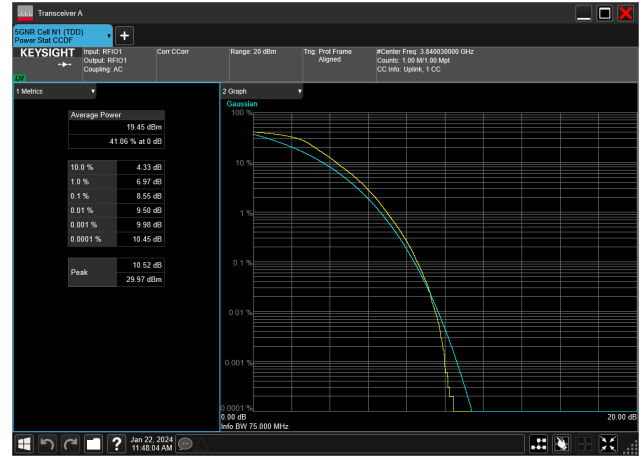 Transceiver A
5GNR Cell N1 (TDD)
Power Stat CCDF
KEYSIGHT
Input: RFIO1
Output: RFIO1
Coupling: AC
Corr CCorr
Range: 20 dBm
Trig: Prot Frame
Aligned
#Center Freq: 3.840030000 GHz
Counts: 1.00 M/1.00 Mpt
CC Info: Uplink, 1 CC
1 Metrics
Average Power
19.45 dBm
41.06 % at 0 dB
10.0 % 4.33 dB
1.0 % 6.97 dB
0.1 % 8.55 dB
0.01 % 9.50 dB
0.001 % 9.98 dB
0.0001 % 10.45 dB
Peak
10.52 dB
29.97 dBm
2 Graph
Gaussian
100 %
10 %
1 %
0.1 %
0.01 %
0.001 %
0.0001 %
0.00 dB
20.00 dB
Info BW 75.000 MHz
Jan 22, 2024
11:48:04 AM